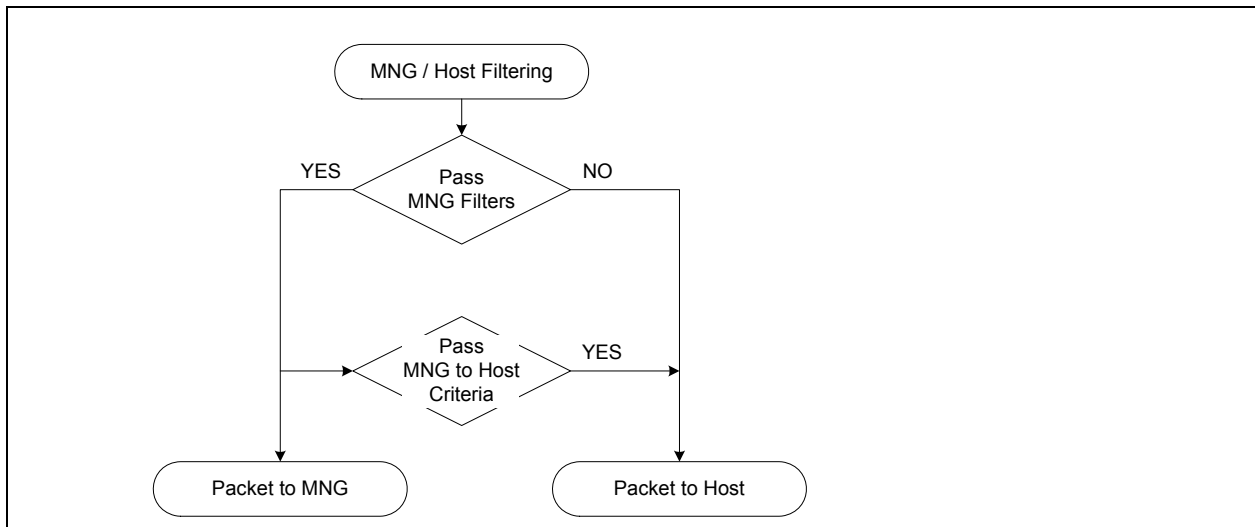 MNG / Host Filtering
YES
Pass
MNG Filters
NO
Pass
MNG to Host
Criteria
YES
Packet to MNG
Packet to Host